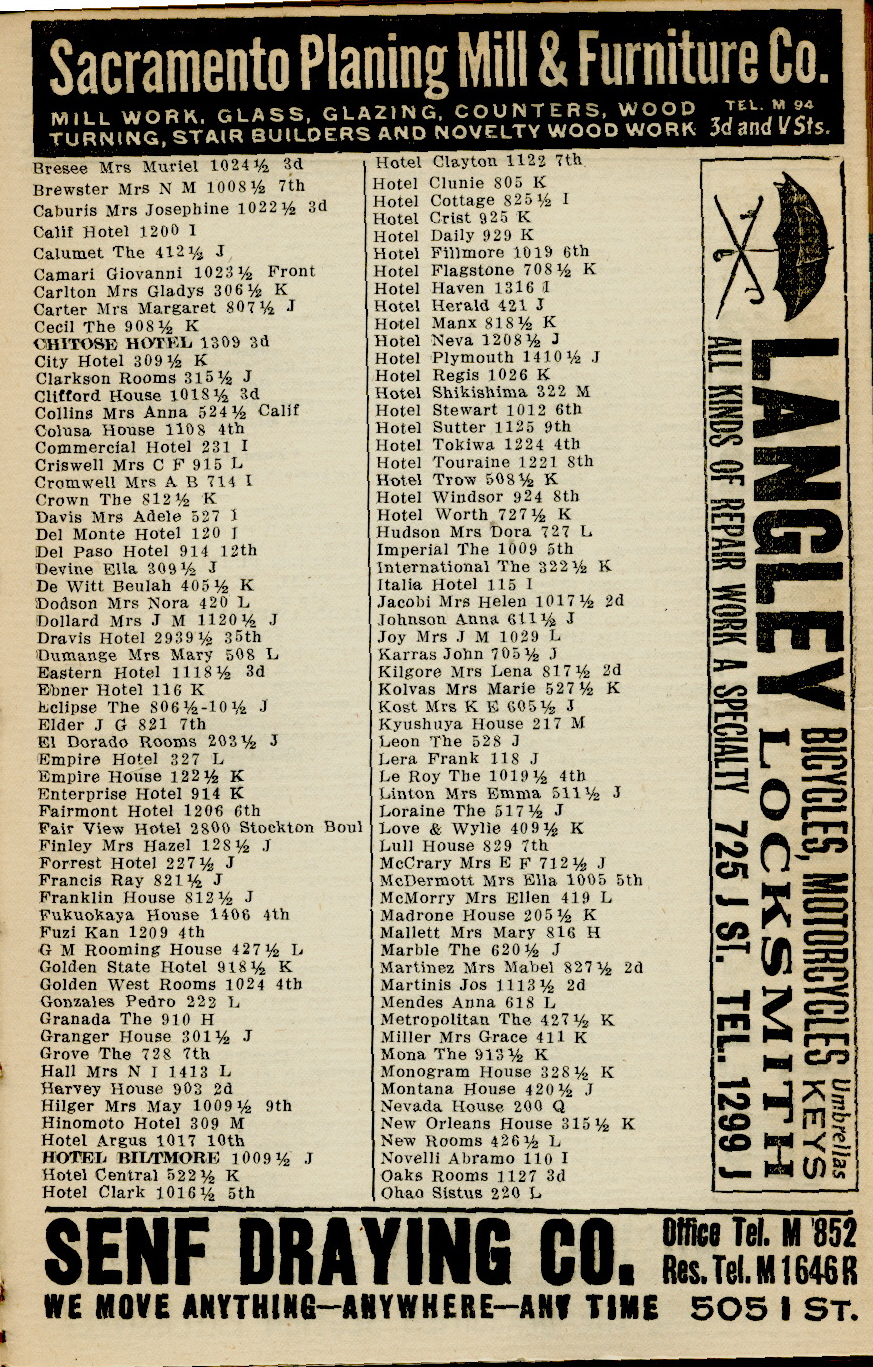 Sacramento Planing Mill & Furniture Co.
MILL WORK, GLASS, GLAZING, COUNTERS, WOOD
TURNING, STAIR BUILDERS AND NOVELTY WOOD WORK
TEL. M 94
3d and V Sts.
Bresee Mrs Muriel 1024½ 3d
Brewster Mrs N M 1008½ 7th
Caburis Mrs Josephine 1022½ 3d
Calif Hotel 1200 I
Calumet The 412½ J
Camari Giovanni 1023½ Front
Carlton Mrs Gladys 306½ K
Carter Mrs Margaret 807½ J
Cecil The 908½ K
CHITOSE HOTEL 1309 3d
City Hotel 309½ K
Clarkson Rooms 315½ J
Clifford House 1018½ 3d
Collins Mrs Anna 524½ Calif
Colusa House 1108 4th
Commercial Hotel 231 I
Criswell Mrs C F 915 L
Cromwell Mrs A B 714 I
Crown The 812½ K
Davis Mrs Adele 527 I
Del Monte Hotel 120 I
Del Paso Hotel 914 12th
Devine Ella 309½ J
De Witt Beulah 405½ K
Dodson Mrs Nora 420 L
Dollard Mrs J M 1120½ J
Dravis Hotel 2939½ 35th
Dumange Mrs Mary 508 L
Eastern Hotel 1118½ 3d
Ebner Hotel 116 K
Eclipse The 806½-10½ J
Elder J G 821 7th
El Dorado Rooms 203½ J
Empire Hotel 327 L
Empire House 122½ K
Enterprise Hotel 914 K
Fairmont Hotel 1206 6th
Fair View Hotel 2800 Stockton Boul
Finley Mrs Hazel 128½ J
Forrest Hotel 227½ J
Francis Ray 821½ J
Franklin House 812½ J
Fukuokaya House 1406 4th
Fuzi Kan 1209 4th
G M Rooming House 427½ L
Golden State Hotel 918½ K
Golden West Rooms 1024 4th
Gonzales Pedro 222 L
Granada The 910 H
Granger House 301½ J
Grove The 728 7th
Hall Mrs N I 1413 L
Harvey House 903 2d
Hilger Mrs May 1009½ 9th
Hinomoto Hotel 309 M
Hotel Argus 1017 10th
HOTEL BILTMORE 1009½ J
Hotel Central 522½ K
Hotel Clark 1016½ 5th
Hotel Clayton 1122 7th
Hotel Clunie 805 K
Hotel Cottage 825½ I
Hotel Crist 925 K
Hotel Daily 929 K
Hotel Fillmore 1019 6th
Hotel Flagstone 708½ K
Hotel Haven 1316 I
Hotel Herald 421 J
Hotel Manx 818½ K
Hotel Neva 1208½ J
Hotel Plymouth 1410½ J
Hotel Regis 1026 K
Hotel Shikishima 322 M
Hotel Stewart 1012 6th
Hotel Sutter 1125 9th
Hotel Tokiwa 1224 4th
Hotel Touraine 1221 8th
Hotel Trow 508½ K
Hotel Windsor 924 8th
Hotel Worth 727½ K
Hudson Mrs Dora 727 L
Imperial The 1009 5th
International The 322½ K
Italia Hotel 115 I
Jacobi Mrs Helen 1017½ 2d
Johnson Anna 611½ J
Joy Mrs J M 1029 L
Karras John 705½ J
Kilgore Mrs Lena 817½ 2d
Kolvas Mrs Marie 527½ K
Kost Mrs K E 605½ J
Kyushuya House 217 M
Leon The 528 J
Lera Frank 118 J
Le Roy The 1019½ 4th
Linton Mrs Emma 511½ J
Loraine The 517½ J
Love & Wylie 409½ K
Lull House 829 7th
McCrary Mrs E F 712½ J
McDermott Mrs Ella 1005 5th
McMorry Mrs Ellen 419 L
Madrone House 205½ K
Mallett Mrs Mary 816 H
Marble The 620½ J
Martinez Mrs Mabel 827½ 2d
Martinis Jos 1113½ 2d
Mendes Anna 618 L
Metropolitan The 427½ K
Miller Mrs Grace 411 K
Mona The 913½ K
Monogram House 328½ K
Montana House 420½ J
Nevada House 200 Q
New Orleans House 315½ K
New Rooms 426½ L
Novelli Abramo 110 I
Oaks Rooms 1127 3d
Ohao Sistus 220 L
LANGLEY
BICYCLES, MOTORCYCLES Umbrellas
LOCKSMITH KEYS
ALL KINDS OF REPAIR WORK A SPECIALTY 725 J St. TEL. 1299 J
SENF DRAYING CO.
Office Tel. M 852
Res. Tel. M 1646 R
WE MOVE ANYTHING—ANYWHERE—ANY TIME 505 I ST.